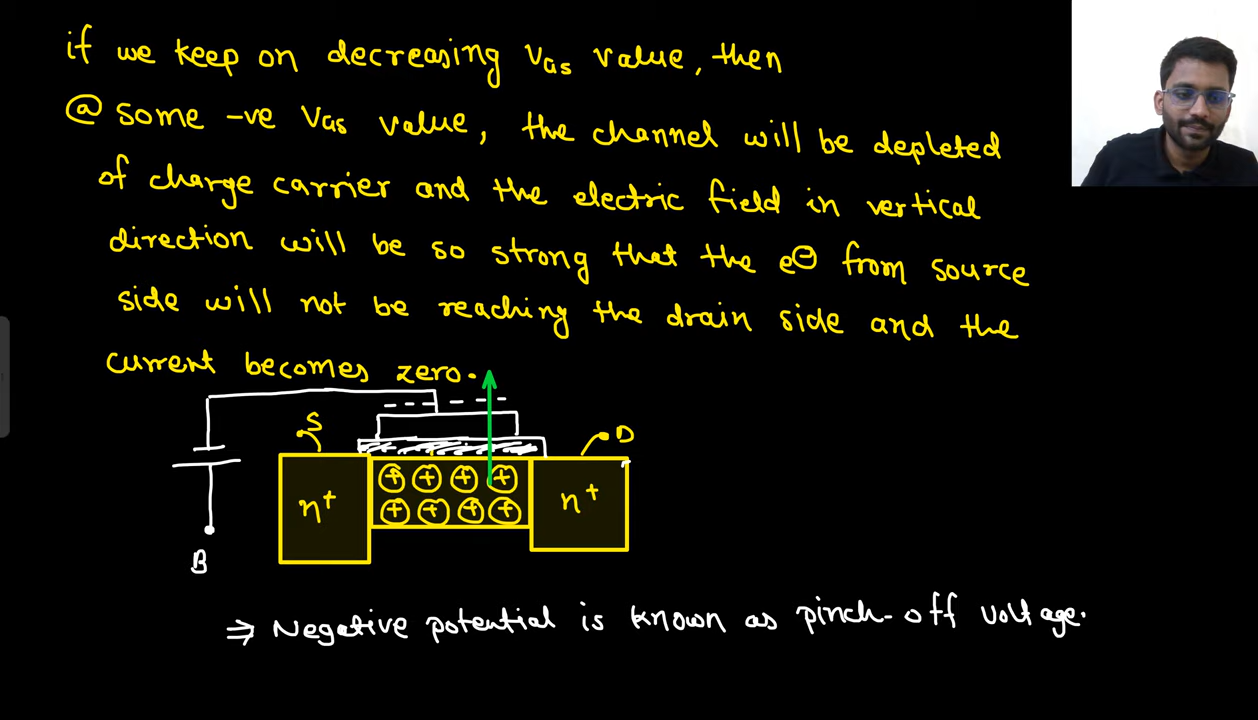 if we keep on decreasing VGS value, then
@ some -ve VGS value, the channel will be depleted
of charge carrier and the electric field in vertical
direction will be so strong that the e⊖ from source
side will not be reaching the drain side and the
current becomes zero.
S
D
n+
+ + + +
+ + + +
n+
B
⇒ Negative potential is known as pinch-off voltage.